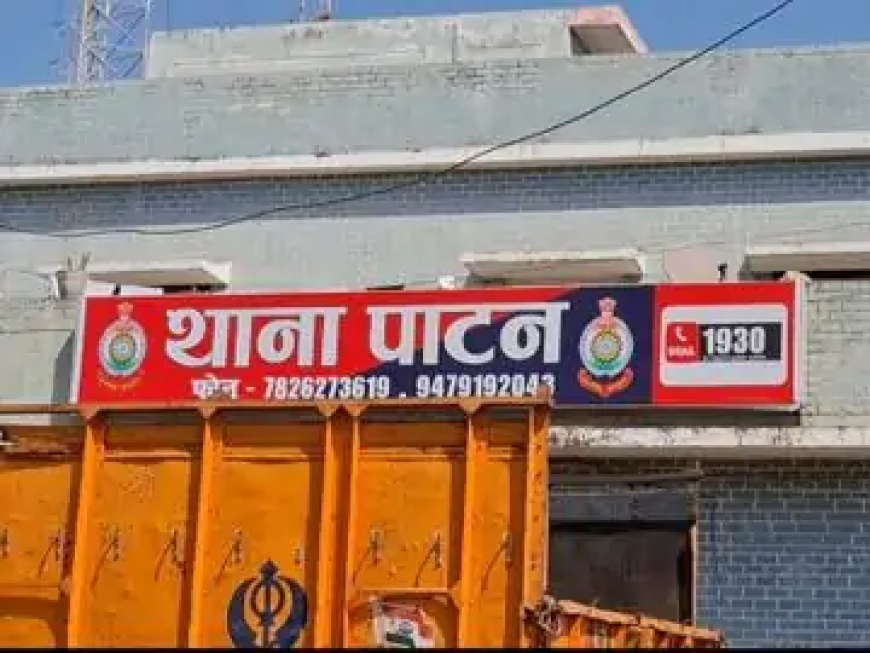 थाना पाटन
फोन - 7826273619 , 9479192043
1930